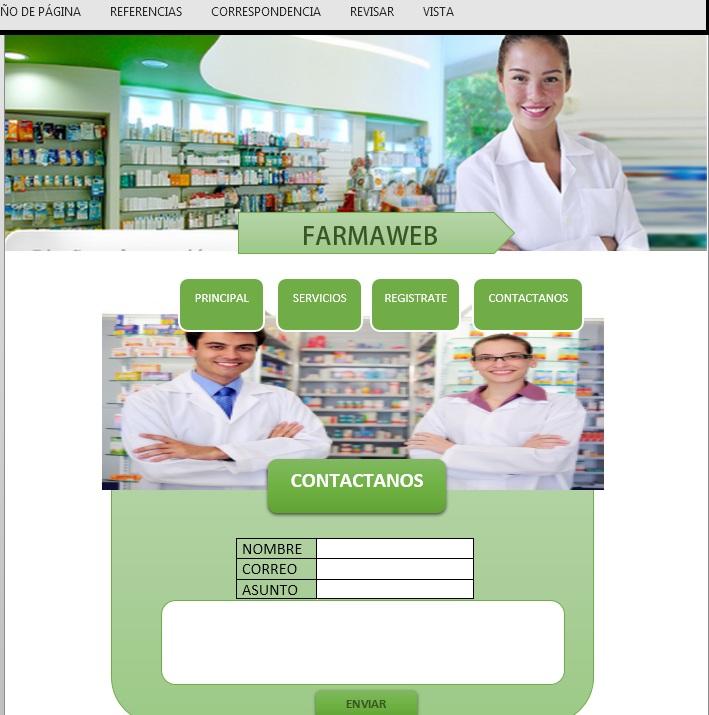 ÑO DE PÁGINA REFERENCIAS CORRESPONDENCIA REVISAR VISTA
FARMAWEB
PRINCIPAL SERVICIOS REGISTRATE CONTACTANOS
CONTACTANOS
NOMBRE
CORREO
ASUNTO
ENVIAR